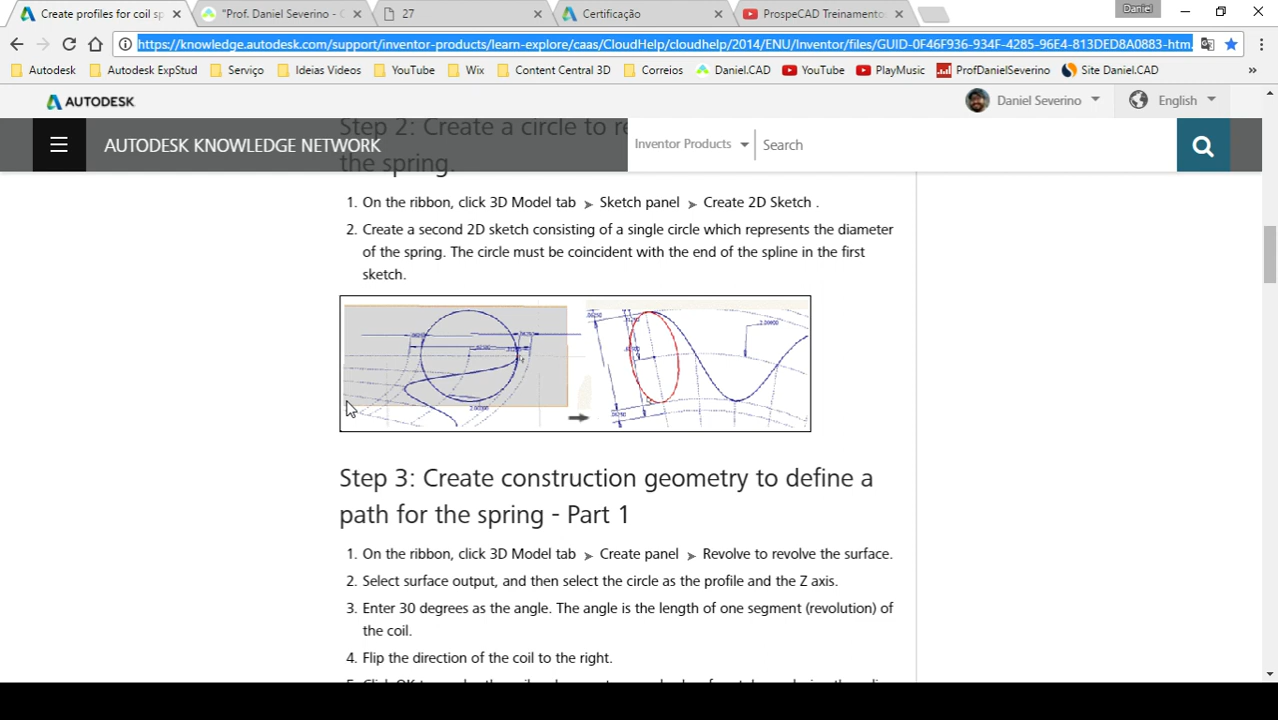 Create profiles for coil sp
"Prof. Daniel Severino - C
27
Certificação
ProspeCAD Treinamento
Daniel
https://knowledge.autodesk.com/support/inventor-products/learn-explore/caas/CloudHelp/cloudhelp/2014/ENU/Inventor/files/GUID-0F46F936-934F-4285-96E4-813DED8A0883-htm.
Autodesk
Autodesk ExpStud
Serviço
Ideias Videos
YouTube
Wix
Content Central 3D
Correios
Daniel.CAD
YouTube
PlayMusic
ProfDanielSeverino
Site Daniel.CAD
AUTODESK
Daniel Severino
English
Step 2: Create a circle to re
the spring.
AUTODESK KNOWLEDGE NETWORK
Inventor Products
Search
1. On the ribbon, click 3D Model tab ➤ Sketch panel ➤ Create 2D Sketch .
2. Create a second 2D sketch consisting of a single circle which represents the diameter
of the spring. The circle must be coincident with the end of the spline in the first
sketch.
2.00000
Step 3: Create construction geometry to define a
path for the spring - Part 1
1. On the ribbon, click 3D Model tab ➤ Create panel ➤ Revolve to revolve the surface.
2. Select surface output, and then select the circle as the profile and the Z axis.
3. Enter 30 degrees as the angle. The angle is the length of one segment (revolution) of
the coil.
4. Flip the direction of the coil to the right.